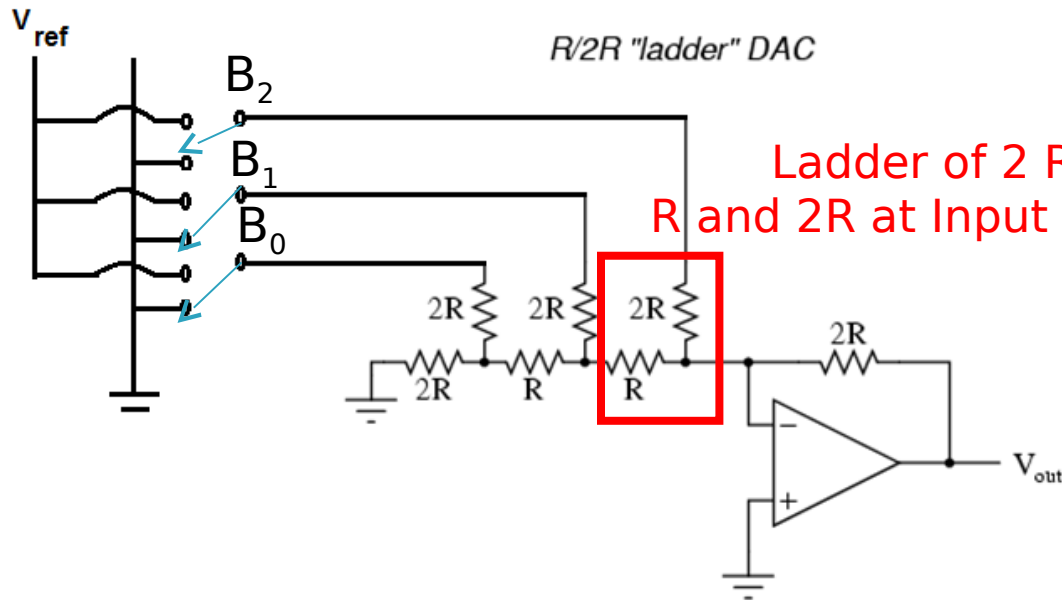 V ref
R/2R "ladder" DAC
B2
B1
B0
Ladder of 2 R
R and 2R at Input
2R
2R
2R
2R
2R
R
R
−
+
Vout